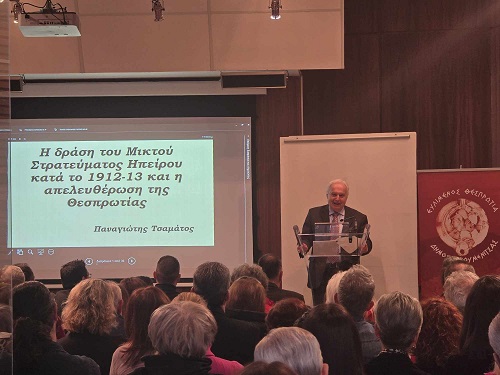 Η δράση του Μικτού
Στρατεύματος Ηπείρου
κατά το 1912-13 και η
απελευθέρωση της
Θεσπρωτίας
Παναγιώτης Τσαμάτος